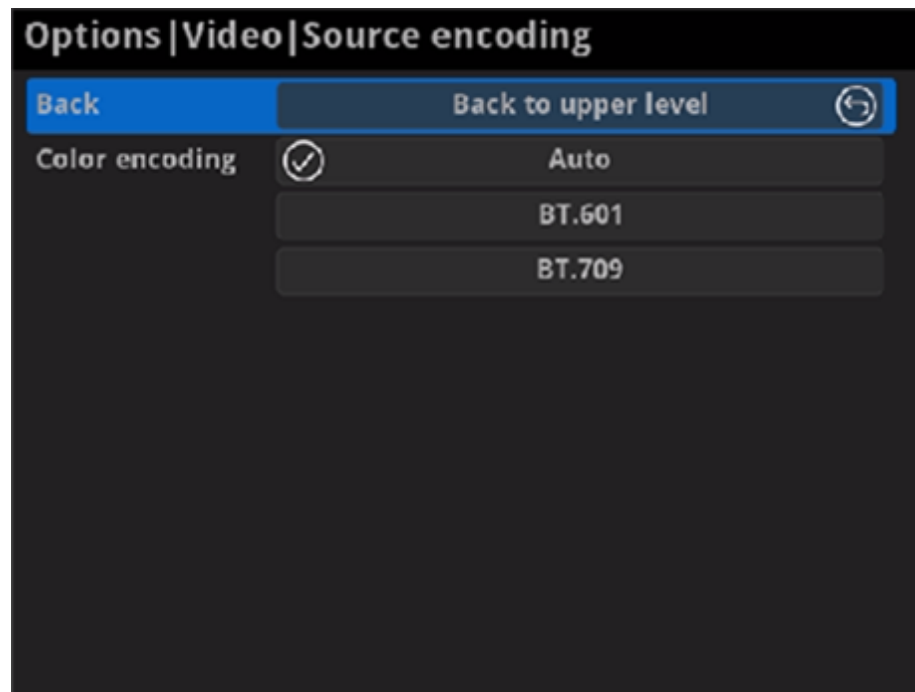 Options|Video|Source encoding
Back Back to upper level
Color encoding Auto
BT.601
BT.709